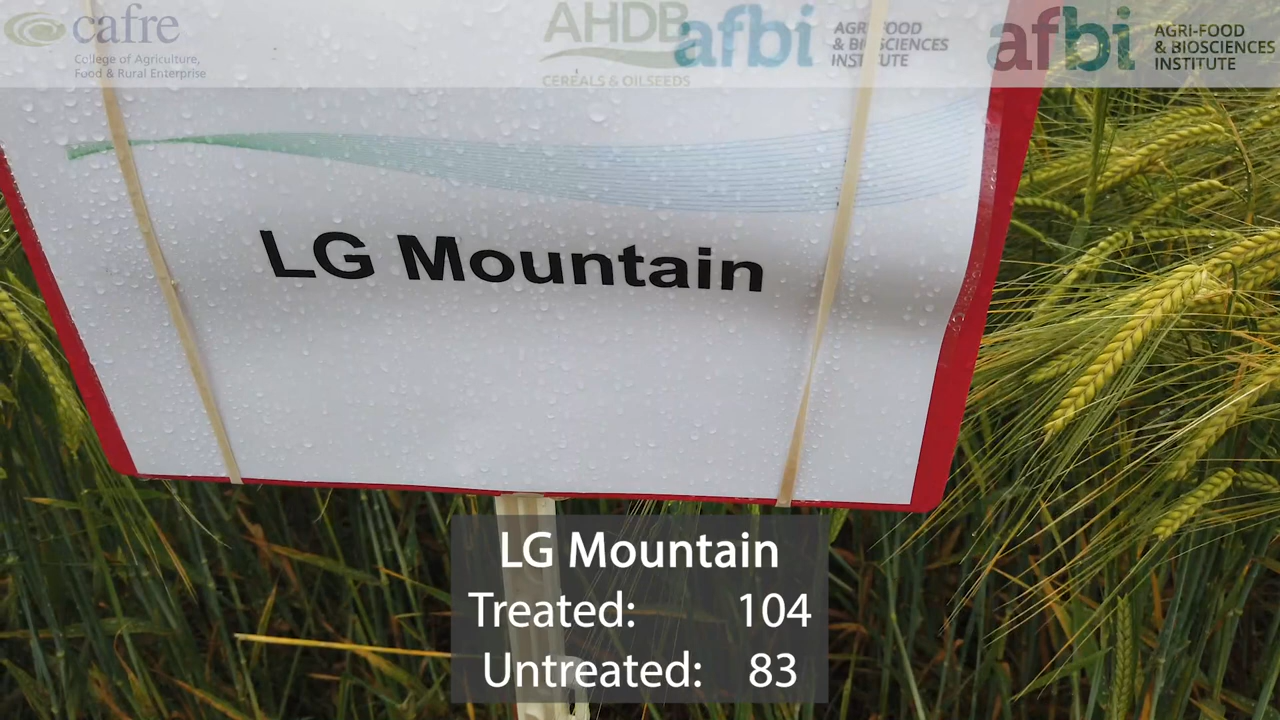 cafre
College of Agriculture,
Food & Rural Enterprise
AHDB
CEREALS & OILSEEDS
afbi
AGRI-FOOD
& BIOSCIENCES
INSTITUTE
afbi
AGRI-FOOD
& BIOSCIENCES
INSTITUTE
LG Mountain
LG Mountain
Treated: 104
Untreated: 83